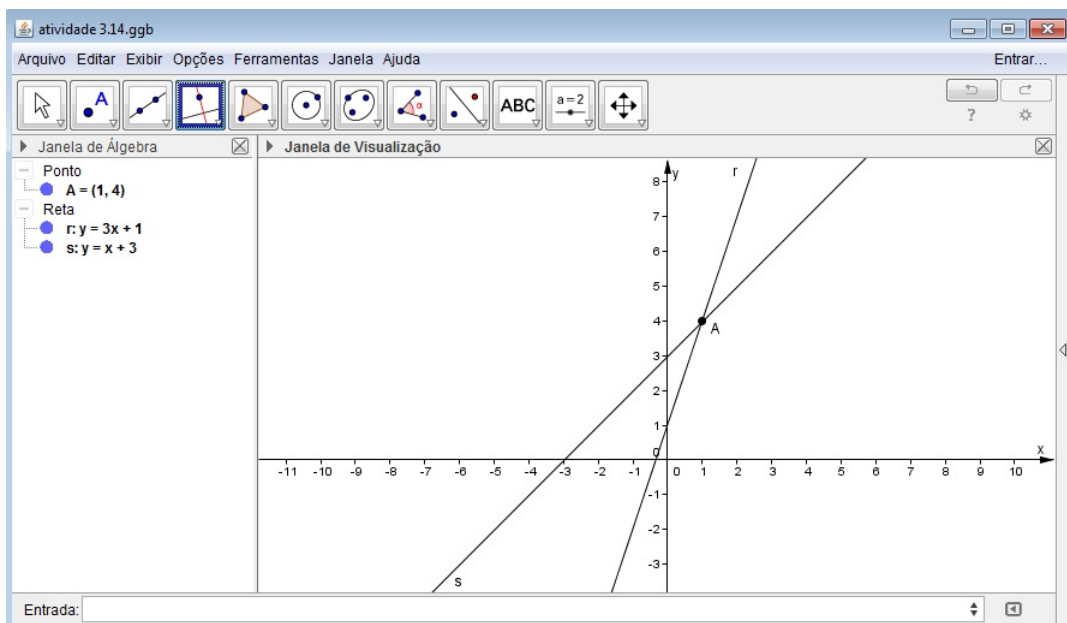 atividade 3.14.ggb
Arquivo Editar Exibir Opções Ferramentas Janela Ajuda Entrar...
A α ABC a=2 ?
Janela de Álgebra Janela de Visualização
Ponto
A = (1, 4)
Reta
r: y = 3x + 1
s: y = x + 3
y r
8
7
6
5
4 A
3
2
1
0 x
-11 -10 -9 -8 -7 -6 -5 -4 -3 -2 -1 0 1 2 3 4 5 6 7 8 9 10
-1
-2
-3
s
Entrada: